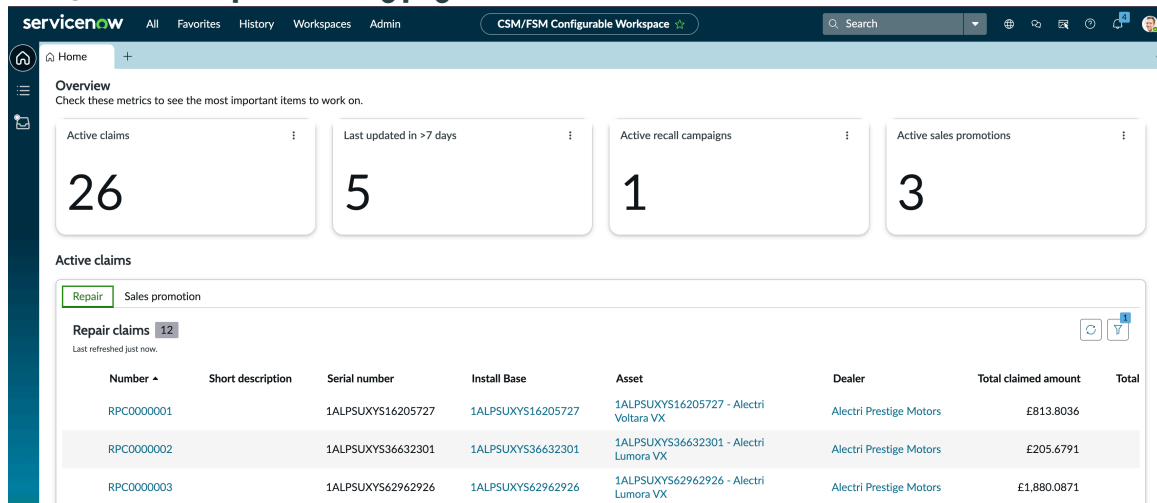 servicenow All Favorites History Workspaces Admin CSM/FSM Configurable Workspace ☆ Search 4
Home +
Overview
Check these metrics to see the most important items to work on.
Active claims Last updated in >7 days Active recall campaigns Active sales promotions
26 5 1 3
Active claims
Repair Sales promotion
Repair claims 12 1
Last refreshed just now.
Number Short description Serial number Install Base Asset Dealer Total claimed amount Total
RPC0000001 1ALPSUXYS16205727 1ALPSUXYS16205727 1ALPSUXYS16205727 - Alectri Alectri Prestige Motors £813.8036
Voltara VX
RPC0000002 1ALPSUXYS36632301 1ALPSUXYS36632301 1ALPSUXYS36632301 - Alectri Alectri Prestige Motors £205.6791
Lumora VX
RPC0000003 1ALPSUXYS62962926 1ALPSUXYS62962926 1ALPSUXYS62962926 - Alectri Alectri Prestige Motors £1,880.0871
Lumora VX